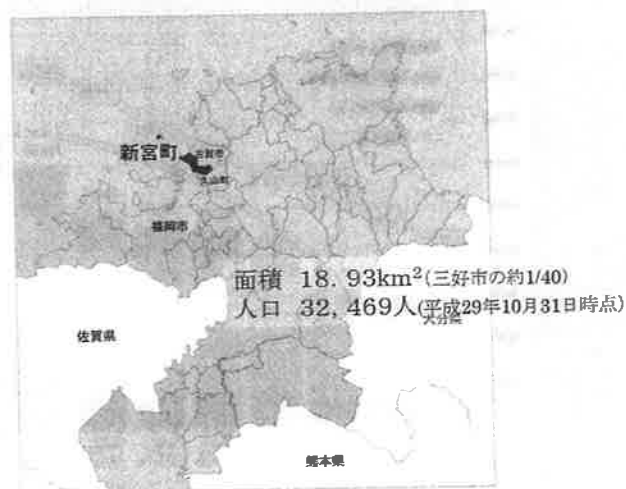 新宮町
古賀市
久山町
福岡市
面積 18.93km²(三好市の約1/40)
人口 32,469人(平成29年10月31日時点)
大分県
佐賀県
熊本県